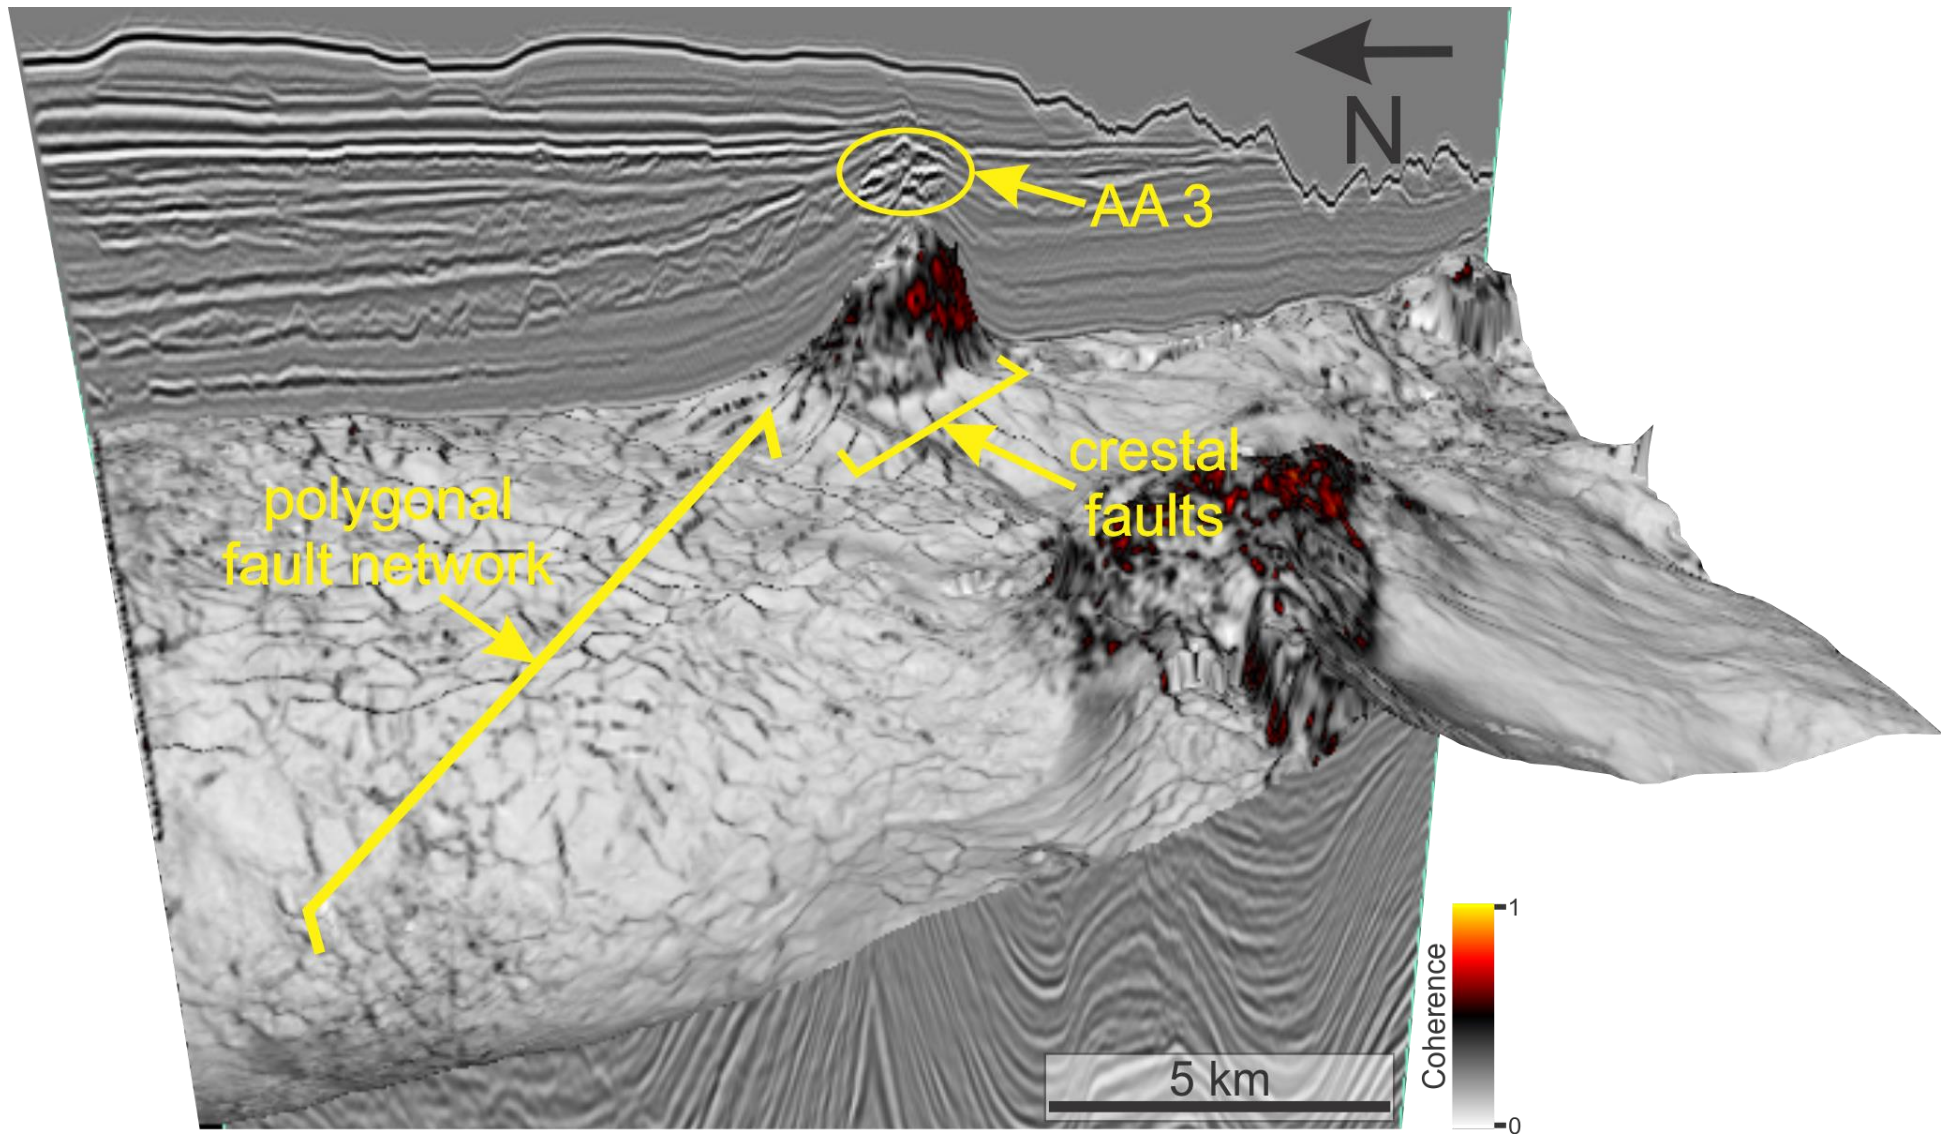 N
AA 3
crestal
faults
polygonal
fault network
5 km
Coherence
1
0